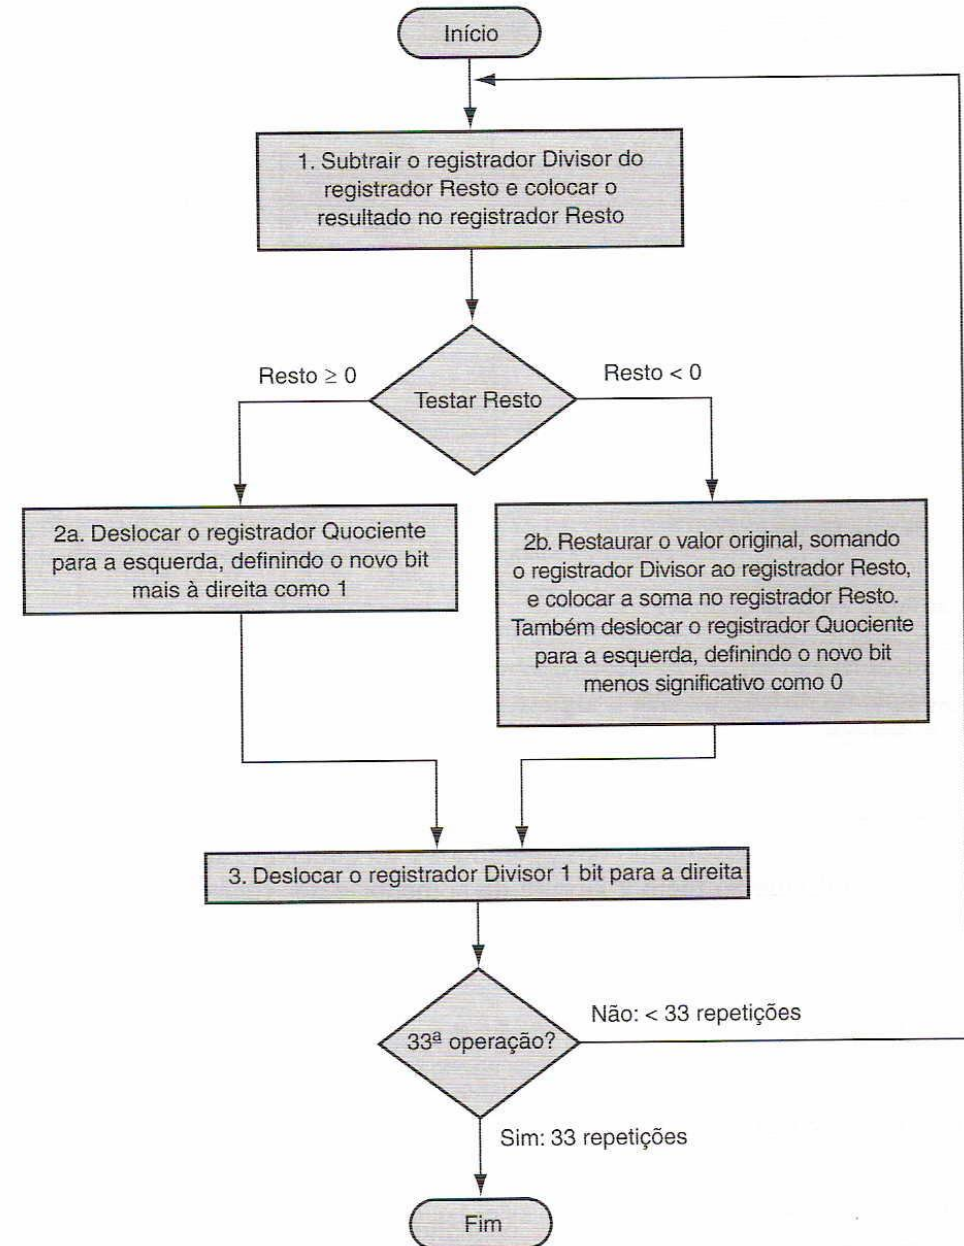 Início
1. Subtrair o registrador Divisor do
registrador Resto e colocar o
resultado no registrador Resto
Testar Resto
Resto ≥ 0
Resto < 0
2a. Deslocar o registrador Quociente
para a esquerda, definindo o novo bit
mais à direita como 1
2b. Restaurar o valor original, somando
o registrador Divisor ao registrador Resto,
e colocar a soma no registrador Resto.
Também deslocar o registrador Quociente
para a esquerda, definindo o novo bit
menos significativo como 0
3. Deslocar o registrador Divisor 1 bit para a direita
33ª operação?
Não: < 33 repetições
Sim: 33 repetições
Fim